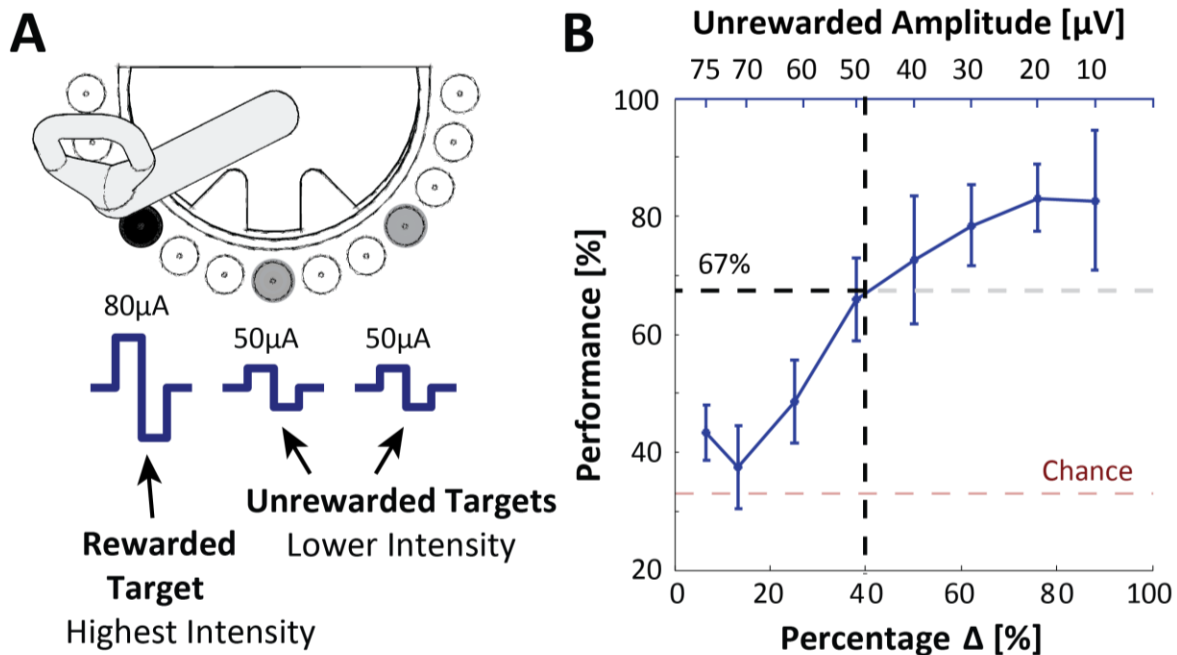 A
80µA
50µA
50µA
Rewarded
Target
Highest Intensity
Unrewarded Targets
Lower Intensity
B
Unrewarded Amplitude [µV]
75 70 60 50 40 30 20 10
100
80
60
40
20
Performance [%]
67%
Chance
0 20 40 60 80 100
Percentage Δ [%]